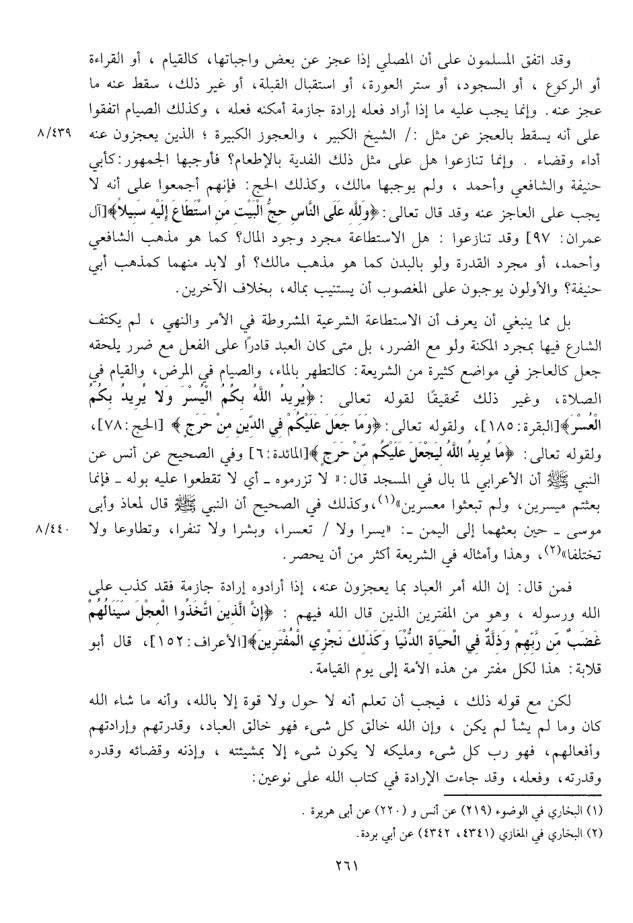 وقد اتفق المسلمون على أن المصلي إذا عجز عن بعض واجباتها، كالقيام ، أو القراءة
أو الركوع ، أو السجود، أو ستر العورة، أو استقبال القبلة، أو غير ذلك، سقط عنه ما
عجز عنه. وإنما يجب عليه ما إذا أراد فعله إرادة جازمة أمكنه فعله ، وكذلك الصيام اتفقوا
٨/٤٣٩ على أنه يسقط بالعجز عن مثل :/ الشيخ الكبير ، والعجوز الكبيرة ؛ الذين يعجزون عنه
أداء وقضاء . وإنما تنازعوا هل على مثل ذلك الفدية بالإطعام؟ فأوجبها الجمهور: كأبي
حنيفة والشافعي وأحمد ، ولم يوجبها مالك، وكذلك الحج: فإنهم أجمعوا على أنه لا
يجب على العاجز عنه وقد قال تعالى: ﴿وَلِلَّهِ عَلَى النَّاسِ حِجُّ الْبَيْتِ مَنِ اسْتَطَاعَ إِلَيْهِ سَبِيلاً﴾[آل
عمران: ٩٧] وقد تنازعوا : هل الاستطاعة مجرد وجود المال؟ كما هو مذهب الشافعي
وأحمد، أو مجرد القدرة ولو بالبدن كما هو مذهب مالك؟ أو لابد منهما كمذهب أبي
حنيفة؟ والأولون يوجبون على المغصوب أن يستنيب بماله، بخلاف الآخرين.
بل مما ينبغي أن يعرف أن الاستطاعة الشرعية المشروطة في الأمر والنهي ، لم يكتف
الشارع فيها بمجرد المكنة ولو مع الضرر، بل متى كان العبد قادرًا على الفعل مع ضرر يلحقه
جعل كالعاجز في مواضع كثيرة من الشريعة: كالتطهر بالماء، والصيام في المرض، والقيام في
الصلاة، وغير ذلك تحقيقًا لقوله تعالى : ﴿يُرِيدُ اللَّهُ بِكُمُ الْيُسْرَ وَلا يُرِيدُ بِكُمُ
الْعُسْرَ﴾[البقرة: ١٨٥]، ولقوله تعالى: ﴿وَمَا جَعَلَ عَلَيْكُمْ فِي الدِّينِ مِنْ حَرَجٍ﴾ [الحج: ٧٨]،
ولقوله تعالى: ﴿مَا يُرِيدُ اللَّهُ لِيَجْعَلَ عَلَيْكُم مِّنْ حَرَجٍ﴾[المائدة: ٦] وفي الصحيح عن أنس عن
النبي ﷺ أن الأعرابي لما بال في المسجد قال: « لا تزرموه ـ أي لا تقطعوا عليه بوله ـ فإنما
بعثتم ميسرين، ولم تبعثوا معسرين»(١)،وكذلك في الصحيح أن النبي ﷺ قال لمعاذ وأبي
٨/٤٤٠ موسى ـ حين بعثهما إلى اليمن ـ: «يسرا ولا / تعسرا، وبشرا ولا تنفرا، وتطاوعا ولا
تختلفا»(٢)، وهذا وأمثاله في الشريعة أكثر من أن يحصر.
فمن قال: إن الله أمر العباد بما يعجزون عنه، إذا أرادوه إرادة جازمة فقد كذب على
الله ورسوله ، وهو من المفترين الذين قال الله فيهم : ﴿إِنَّ الَّذِينَ اتَّخَذُوا الْعِجْلَ سَيَنَالُهُمْ
غَضَبٌ مِّن رَّبِّهِمْ وَذِلَّةٌ فِي الْحَيَاةِ الدُّنْيَا وَكَذَلِكَ نَجْزِي الْمُفْتَرِينَ﴾[الأعراف: ١٥٢]، قال أبو
قلابة: هذا لكل مفتر من هذه الأمة إلى يوم القيامة.
لكن مع قوله ذلك ، فيجب أن تعلم أنه لا حول ولا قوة إلا بالله، وأنه ما شاء الله
كان وما لم يشأ لم يكن ، وإن الله خالق كل شيء فهو خالق العباد، وقدرتهم وإرادتهم
وأفعالهم، فهو رب كل شيء ومليكه لا يكون شيء إلا بمشيئته ، وإذنه وقضائه وقدره
وقدرته، وفعله، وقد جاءت الإرادة في كتاب الله على نوعين:
(١) البخاري في الوضوء (٢١٩) عن أنس و (٢٢٠) عن أبى هريرة .
(٢) البخاري في المغازي (٤٣٤١، ٤٣٤٢) عن أبي بردة.
٢٦١